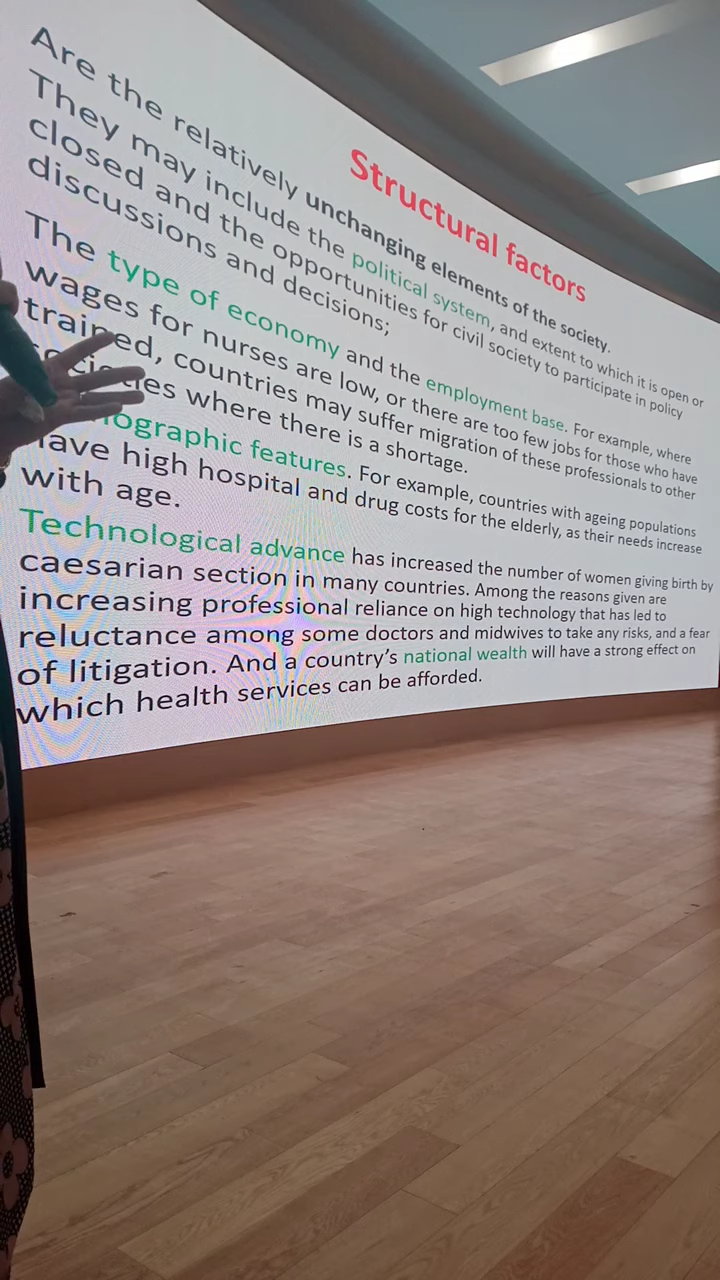 Structural factors
Are the relatively unchanging elements of the society.
They may include the political system, and extent to which it is open or
closed and the opportunities for civil society to participate in policy
discussions and decisions;
The type of economy and the employment base. For example, where
wages for nurses are low, or there are too few jobs for those who have
trained, countries may suffer migration of these professionals to other
where there is a shortage.
features. For example, countries with ageing populations
have high hospital and drug costs for the elderly, as their needs increase
with age.
Technological advance has increased the number of women giving birth by
caesarian section in many countries. Among the reasons given are
increasing professional reliance on high technology that has led to
reluctance among some doctors and midwives to take any risks, and a fear
of litigation. And a country's national wealth will have a strong effect on
which health services can be afforded.